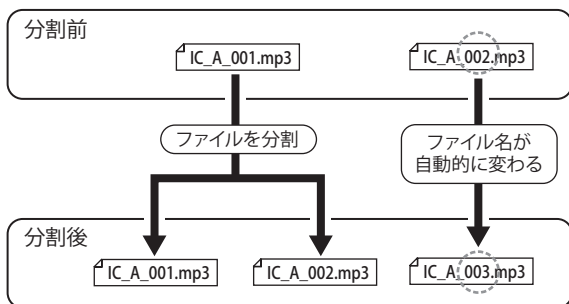 分割前
IC_A_001.mp3
IC_A_002.mp3
ファイルを分割
ファイル名が
自動的に変わる
分割後
IC_A_001.mp3
IC_A_002.mp3
IC_A_003.mp3